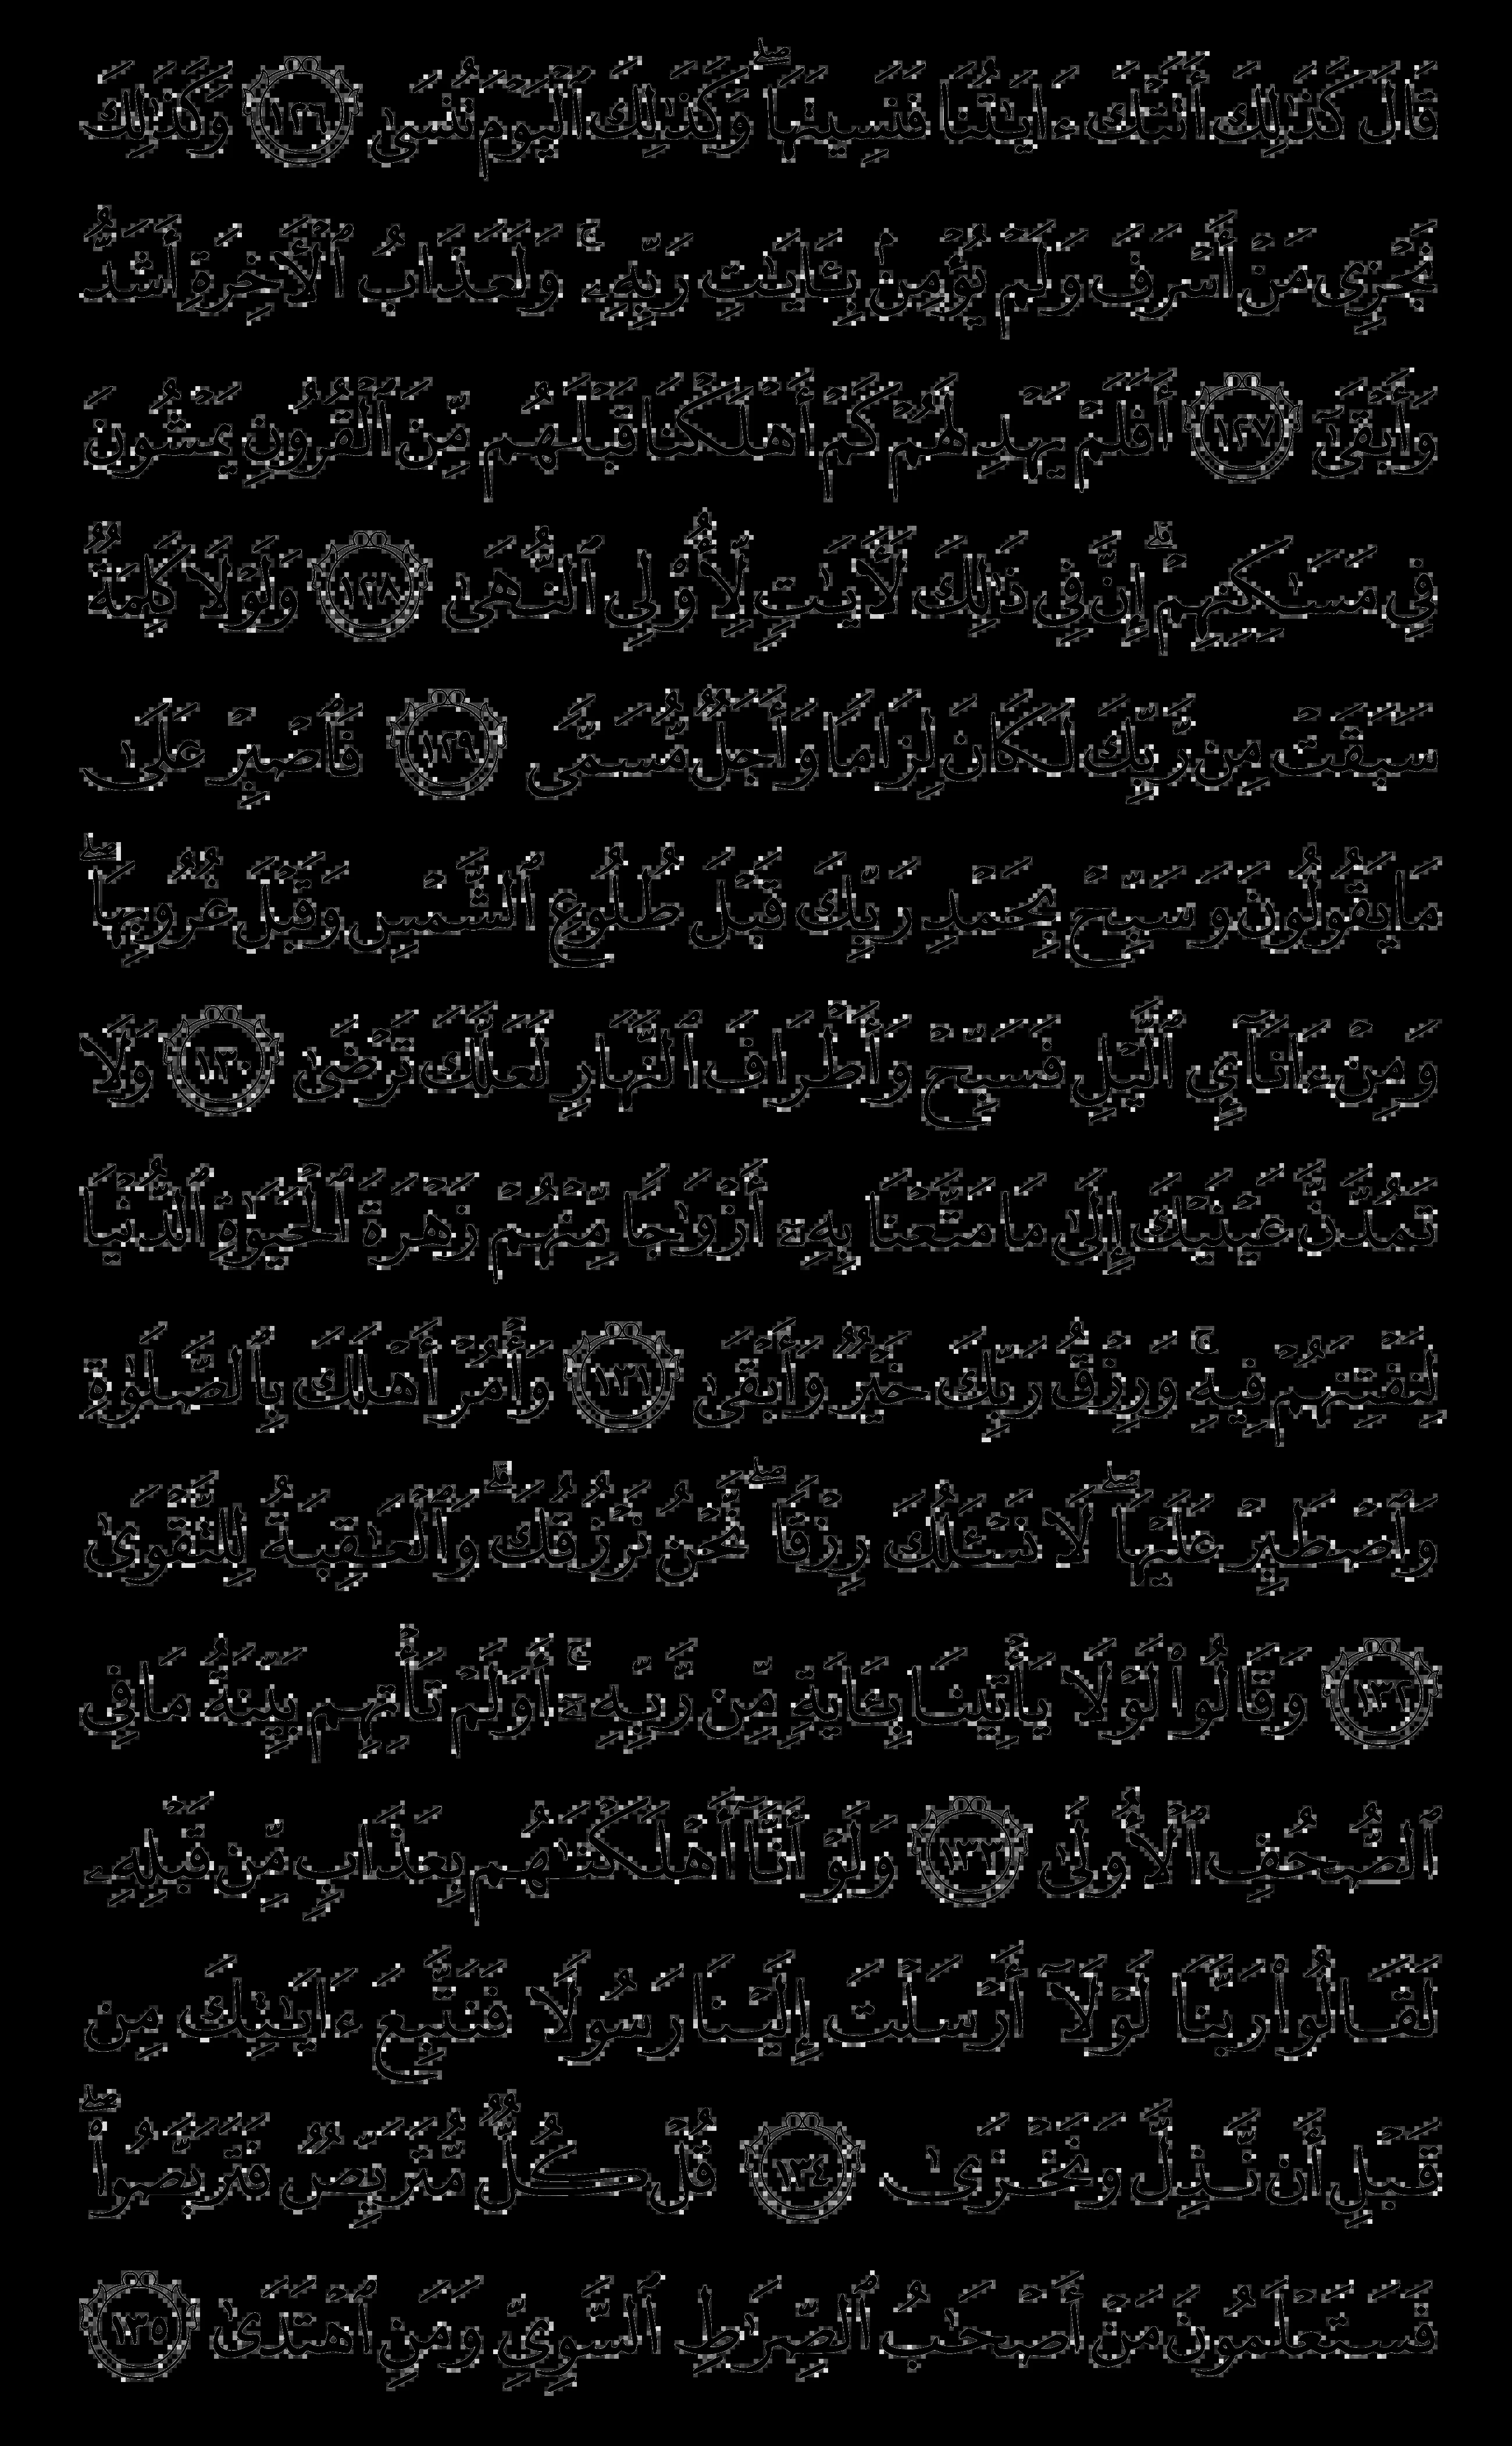 قَالَ كَذَٰلِكَ أَتَتْكَ ءَايَٰتُنَا فَنَسِيتَهَا ۖ وَكَذَٰلِكَ ٱلْيَوْمَ تُنسَىٰ ١٢٦ وَكَذَٰلِكَ
نَجْزِى مَنْ أَسْرَفَ وَلَمْ يُؤْمِنۢ بِـَٔايَٰتِ رَبِّهِۦ ۚ وَلَعَذَابُ ٱلْأَخِرَةِ أَشَدُّ
وَأَبْقَىٰٓ ١٢٧ أَفَلَمْ يَهْدِ لَهُمْ كَمْ أَهْلَكْنَا قَبْلَهُم مِّنَ ٱلْقُرُونِ يَمْشُونَ
فِى مَسَٰكِنِهِمْ ۗ إِنَّ فِى ذَٰلِكَ لَأٓيَٰتٍ لِّأُو۟لِى ٱلنُّهَىٰ ١٢٨ وَلَوْلَا كَلِمَةٌ
سَبَقَتْ مِن رَّبِّكَ لَكَانَ لِزَامًا وَأَجَلٌ مُّسَمًّى ١٢٩ فَٱصْبِرْ عَلَىٰ
مَا يَقُولُونَ وَسَبِّحْ بِحَمْدِ رَبِّكَ قَبْلَ طُلُوعِ ٱلشَّمْسِ وَقَبْلَ غُرُوبِهَا ۖ
وَمِنْ ءَانَآئِ ٱلَّيْلِ فَسَبِّحْ وَأَطْرَافَ ٱلنَّهَارِ لَعَلَّكَ تَرْضَىٰ ١٣٠ وَلَا
تَمُدَّنَّ عَيْنَيْكَ إِلَىٰ مَا مَتَّعْنَا بِهِۦٓ أَزْوَٰجًا مِّنْهُمْ زَهْرَةَ ٱلْحَيَوٰةِ ٱلدُّنْيَا
لِنَفْتِنَهُمْ فِيهِ ۚ وَرِزْقُ رَبِّكَ خَيْرٌ وَأَبْقَىٰ ١٣١ وَأْمُرْ أَهْلَكَ بِٱلصَّلَوٰةِ
وَٱصْطَبِرْ عَلَيْهَا ۖ لَا نَسْـَٔلُكَ رِزْقًا ۖ نَّحْنُ نَرْزُقُكَ ۗ وَٱلْعَٰقِبَةُ لِلتَّقْوَىٰ
١٣٢ وَقَالُوا۟ لَوْلَا يَأْتِينَا بِـَٔايَةٍ مِّن رَّبِّهِۦٓ ۚ أَوَلَمْ تَأْتِهِم بَيِّنَةُ مَا فِى
ٱلصُّحُفِ ٱلْأُولَىٰ ١٣٣ وَلَوْ أَنَّآ أَهْلَكْنَٰهُم بِعَذَابٍ مِّن قَبْلِهِۦ
لَقَالُوا۟ رَبَّنَا لَوْلَآ أَرْسَلْتَ إِلَيْنَا رَسُولًا فَنَتَّبِعَ ءَايَٰتِكَ مِن
قَبْلِ أَن نَّذِلَّ وَنَخْزَىٰ ١٣٤ قُلْ كُلٌّ مُّتَرَبِّصٌ فَتَرَبَّصُوا۟ ۖ
فَسَتَعْلَمُونَ مَنْ أَصْحَٰبُ ٱلصِّرَٰطِ ٱلسَّوِىِّ وَمَنِ ٱهْتَدَىٰ ١٣٥